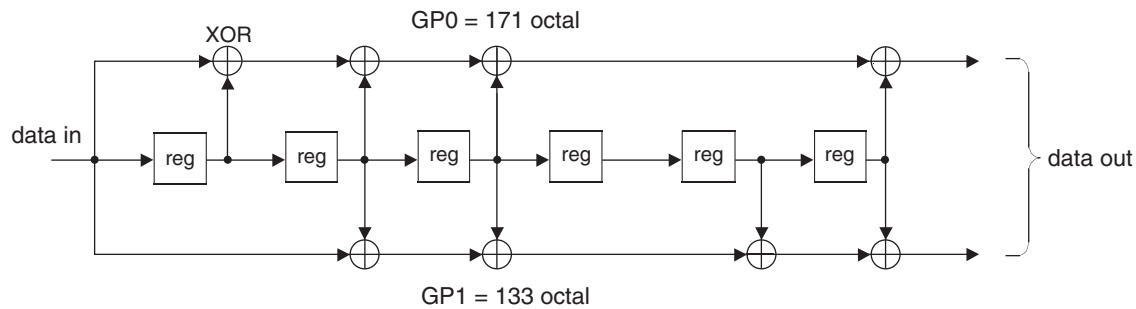 GP0 = 171 octal
XOR
data in
reg reg reg reg reg reg
data out
GP1 = 133 octal